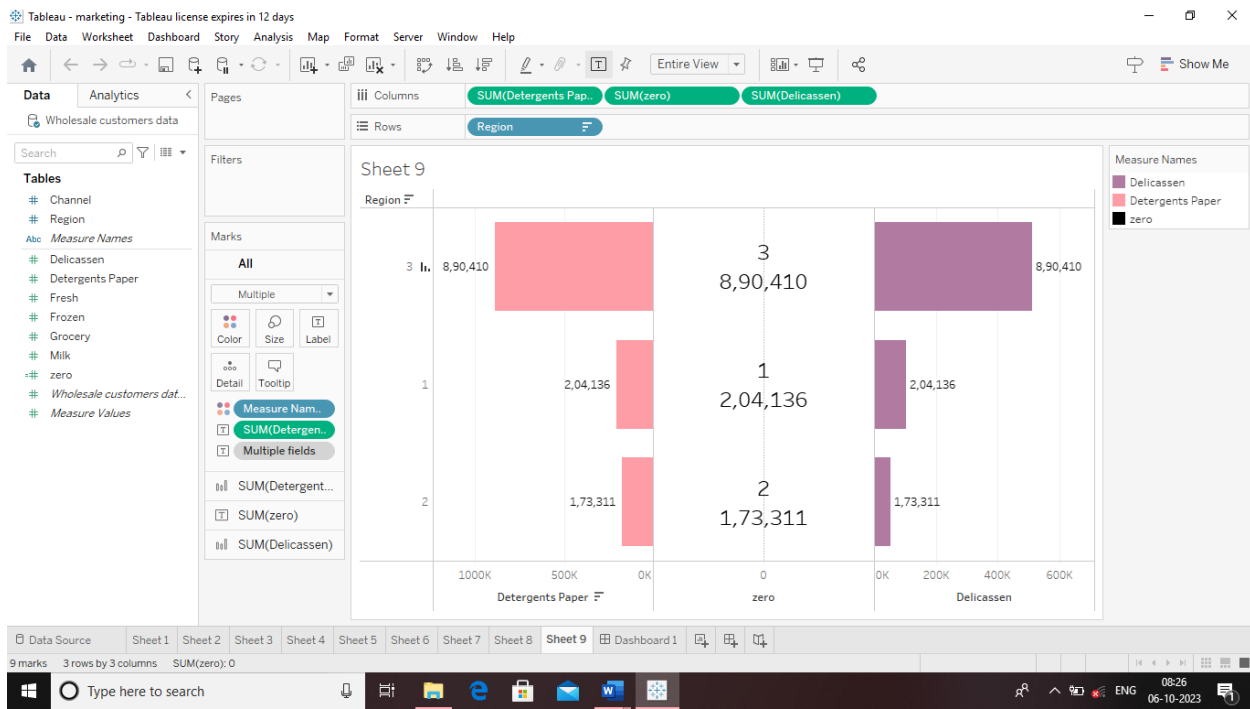 Tableau - marketing - Tableau license expires in 12 days
File Data Worksheet Dashboard Story Analysis Map Format Server Window Help
Entire View
Show Me
Data Analytics
Wholesale customers data
Search
Tables
Channel
Region
Abc Measure Names
Delicassen
Detergents Paper
Fresh
Frozen
Grocery
Milk
zero
Wholesale customers dat...
Measure Values
Pages
Filters
Marks
All
Multiple
Color Size Label
Detail Tooltip
Measure Nam..
SUM(Detergen..
Multiple fields
SUM(Detergent...
SUM(zero)
SUM(Delicassen)
Columns SUM(Detergents Pap.. SUM(zero) SUM(Delicassen)
Rows Region
Sheet 9
Region
3 8,90,410 3 8,90,410
8,90,410
1 2,04,136 1 2,04,136
2,04,136
2 1,73,311 2 1,73,311
1,73,311
1000K 500K 0K 0 0K 200K 400K 600K
Detergents Paper zero Delicassen
Measure Names
Delicassen
Detergents Paper
zero
Data Source Sheet 1 Sheet 2 Sheet 3 Sheet 4 Sheet 5 Sheet 6 Sheet 7 Sheet 8 Sheet 9 Dashboard 1
9 marks 3 rows by 3 columns SUM(zero): 0
Type here to search
ENG
08:26
06-10-2023
1